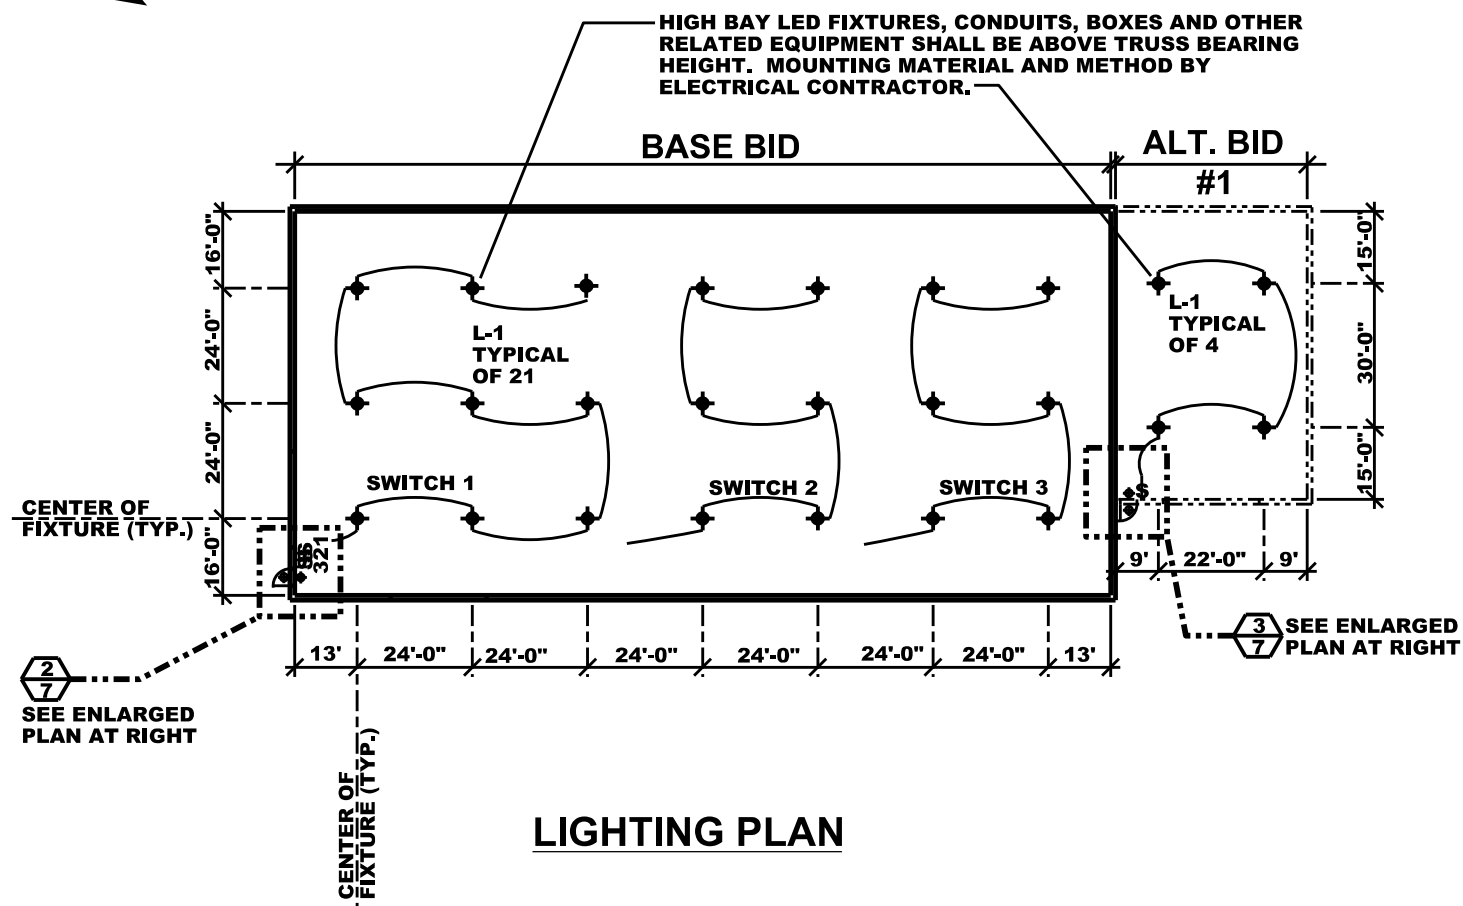 HIGH BAY LED FIXTURES, CONDUITS, BOXES AND OTHER
RELATED EQUIPMENT SHALL BE ABOVE TRUSS BEARING
HEIGHT. MOUNTING MATERIAL AND METHOD BY
ELECTRICAL CONTRACTOR.
BASE BID
ALT. BID
#1
16'-0"
24'-0"
24'-0"
16'-0"
15'-0"
30'-0"
15'-0"
L-1
TYPICAL
OF 21
L-1
TYPICAL
OF 4
SWITCH 1
SWITCH 2
SWITCH 3
CENTER OF
FIXTURE (TYP.)
$$$
321
$
9'
22'-0"
9'
13'
24'-0"
24'-0"
24'-0"
24'-0"
24'-0"
24'-0"
13'
2
7
SEE ENLARGED
PLAN AT RIGHT
3
7
SEE ENLARGED
PLAN AT RIGHT
CENTER OF
FIXTURE (TYP.)
LIGHTING PLAN